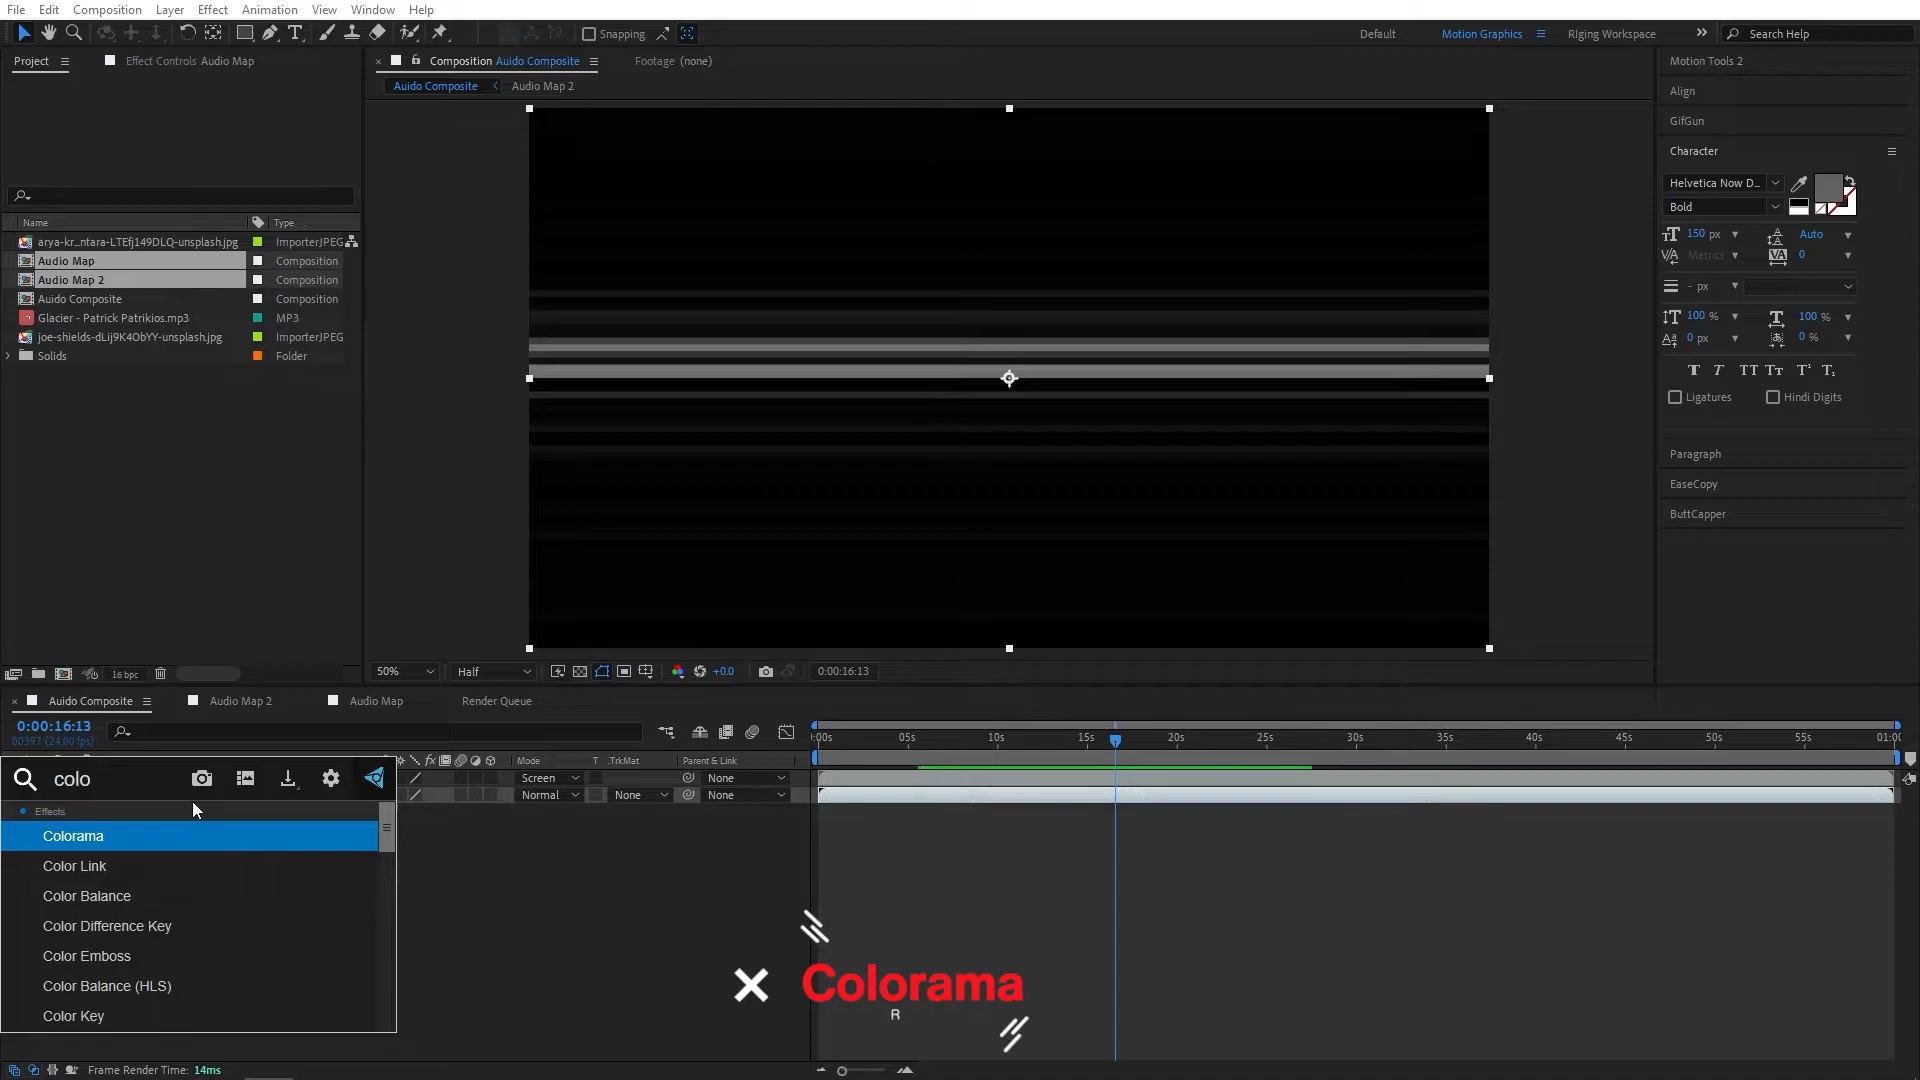 File Edit Composition Layer Effect Animation View Window Help
Snapping Default Motion Graphics RIging Workspace Search Help
Project Effect Controls Audio Map
Composition Auido Composite Footage (none)
Auido Composite Audio Map 2
Name Type
arya-kr...ntara-LTEfj149DLQ-unsplash.jpg ImporterJPEG
Audio Map Composition
Audio Map 2 Composition
Auido Composite Composition
Glacier - Patrick Patrikios.mp3 MP3
joe-shields-dLij9K4ObYY-unsplash.jpg ImporterJPEG
Solids Folder
Motion Tools 2
Align
GifGun
Character
Helvetica Now D...
Bold
150 px Auto
Metrics 0
- px
100 % 100 %
0 px 0 %
T T TT Tт T¹ T₁
Ligatures Hindi Digits
Paragraph
EaseCopy
ButtCapper
16 bpc
50% Half +0.0 0:00:16:13
Auido Composite Audio Map 2 Audio Map Render Queue
0:00:16:13
00397 (24.00 fps)
:00s 05s 10s 15s 20s 25s 30s 35s 40s 45s 50s 55s 01:00
Mode T .TrkMat Parent & Link
Screen None
Normal None None
colo
Effects
Colorama
Color Link
Color Balance
Color Difference Key
Color Emboss
Color Balance (HLS)
Color Key
Colorama
R
Frame Render Time: 14ms